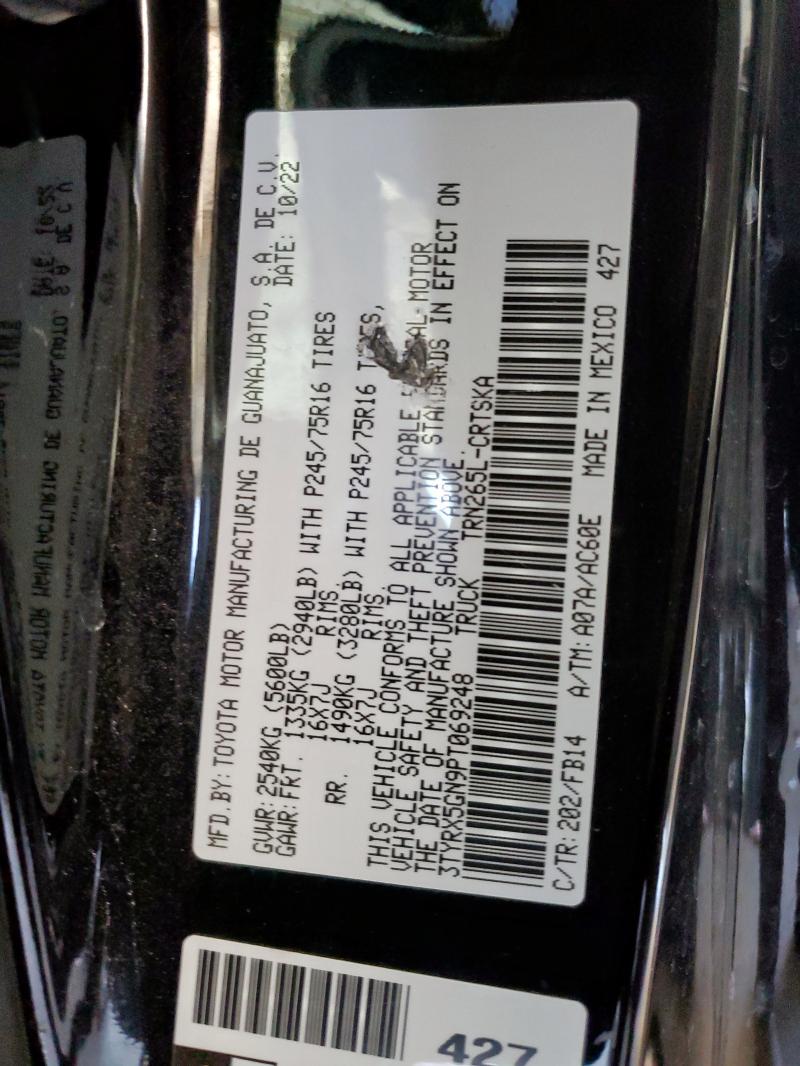 MFD.BY:TOYOTA MOTOR MANUFACTURING DE GUANAJUATO, S.A. DE C.V.
DATE: 10/22
GVWR:2540KG (5600LB)
GAWR:FRT. 1335KG (2940LB) WITH P245/75R16 TIRES
16X7J RIMS,
RR. 1490KG (3280LB) WITH P245/75R16
16X7J RIMS.
THIS VEHICLE CONFORMS TO ALL APPLICABLE MOTOR
VEHICLE SAFETY AND THEFT PREVENTION STANDARDS IN EFFECT ON
THE DATE OF MANUFACTURE SHOWN ABOVE.
3TYRX5GN9PT069248 TRUCK TRN265L-CRTSKA
C/TR: 202/FB14 A/TM: A07A/AC60E MADE IN MEXICO 427
427